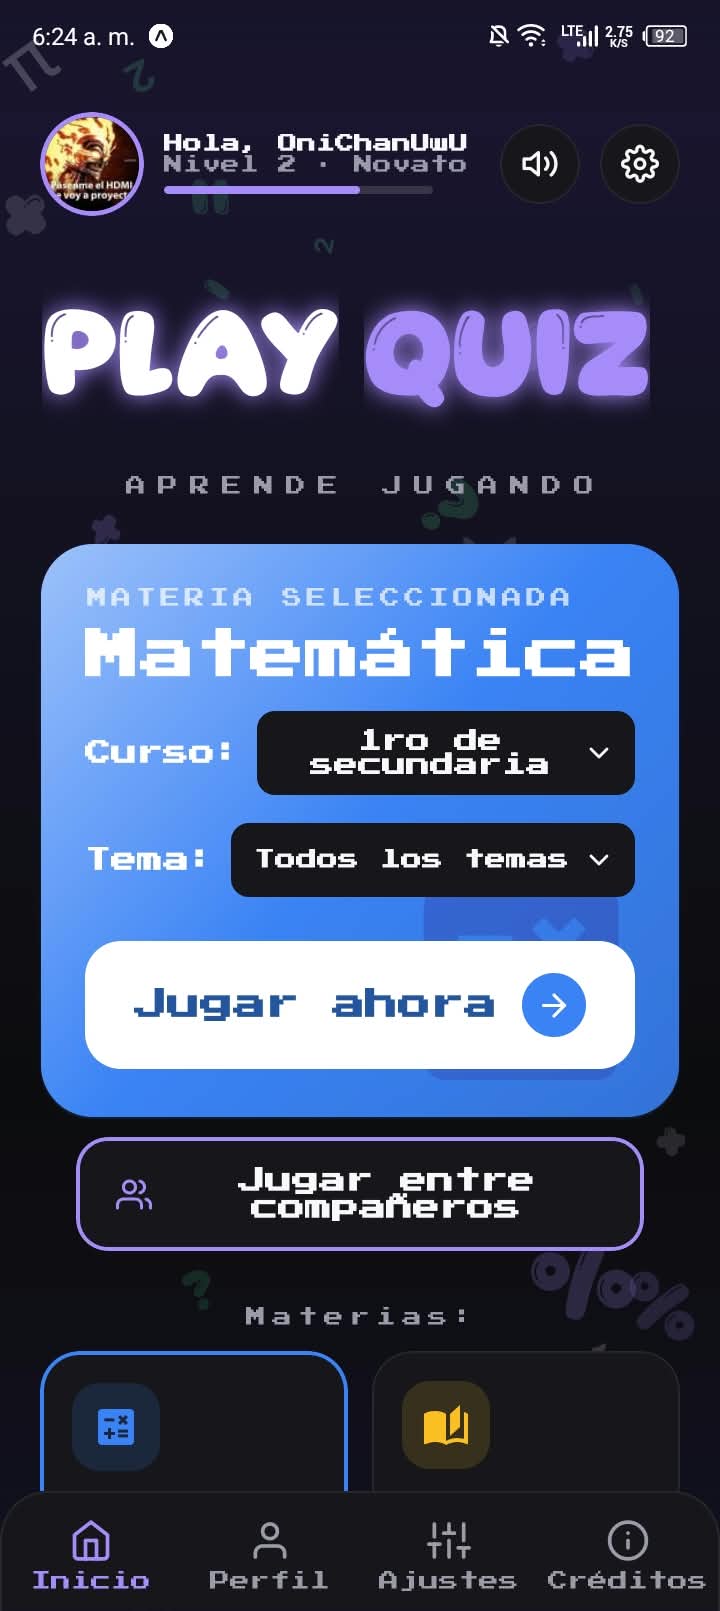 6:24 a. m.
LTE 2.75 K/S 92
Hola, OniChanUwU
Nivel 2 · Novato
Pásenme el HDMI
e voy a proyect
PLAY QUIZ
APRENDE JUGANDO
MATERIA SELECCIONADA
Matemática
Curso: 1ro de
secundaria
Tema: Todos los temas
Jugar ahora
Jugar entre
compañeros
Materias:
Inicio Perfil Ajustes Créditos